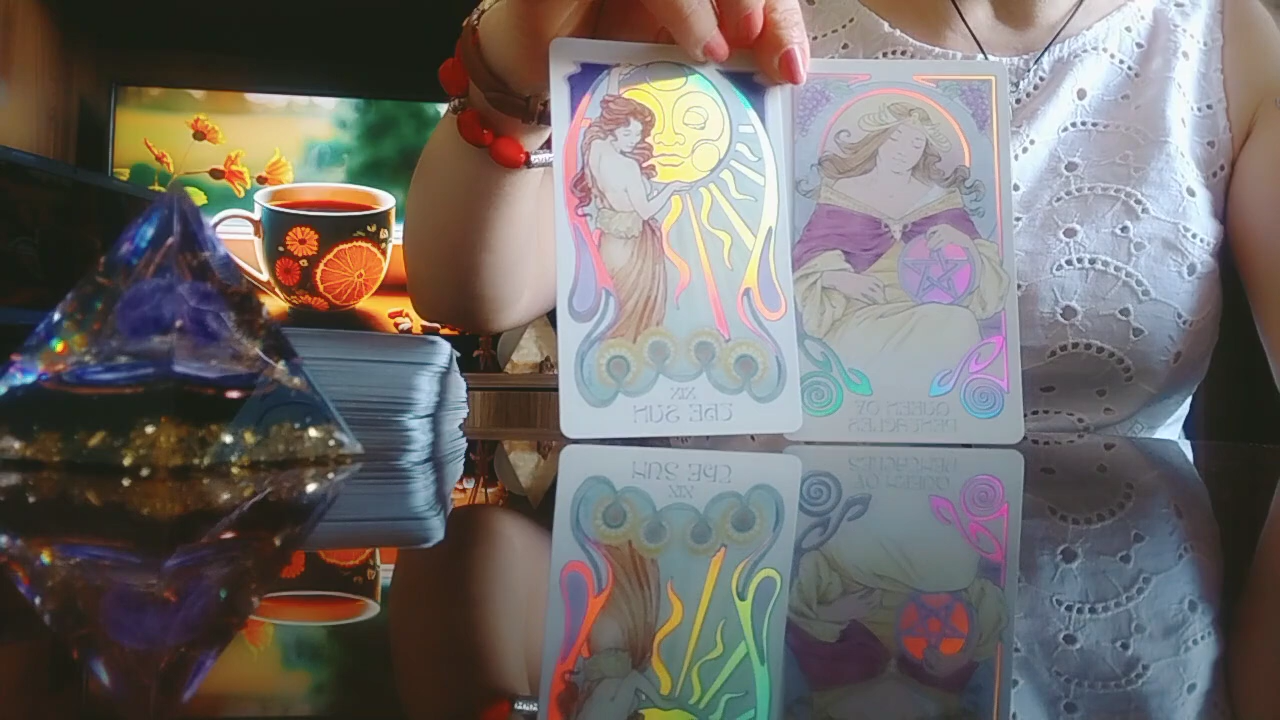 XIX
THE SUN
QUEEN OF
PENTACLES